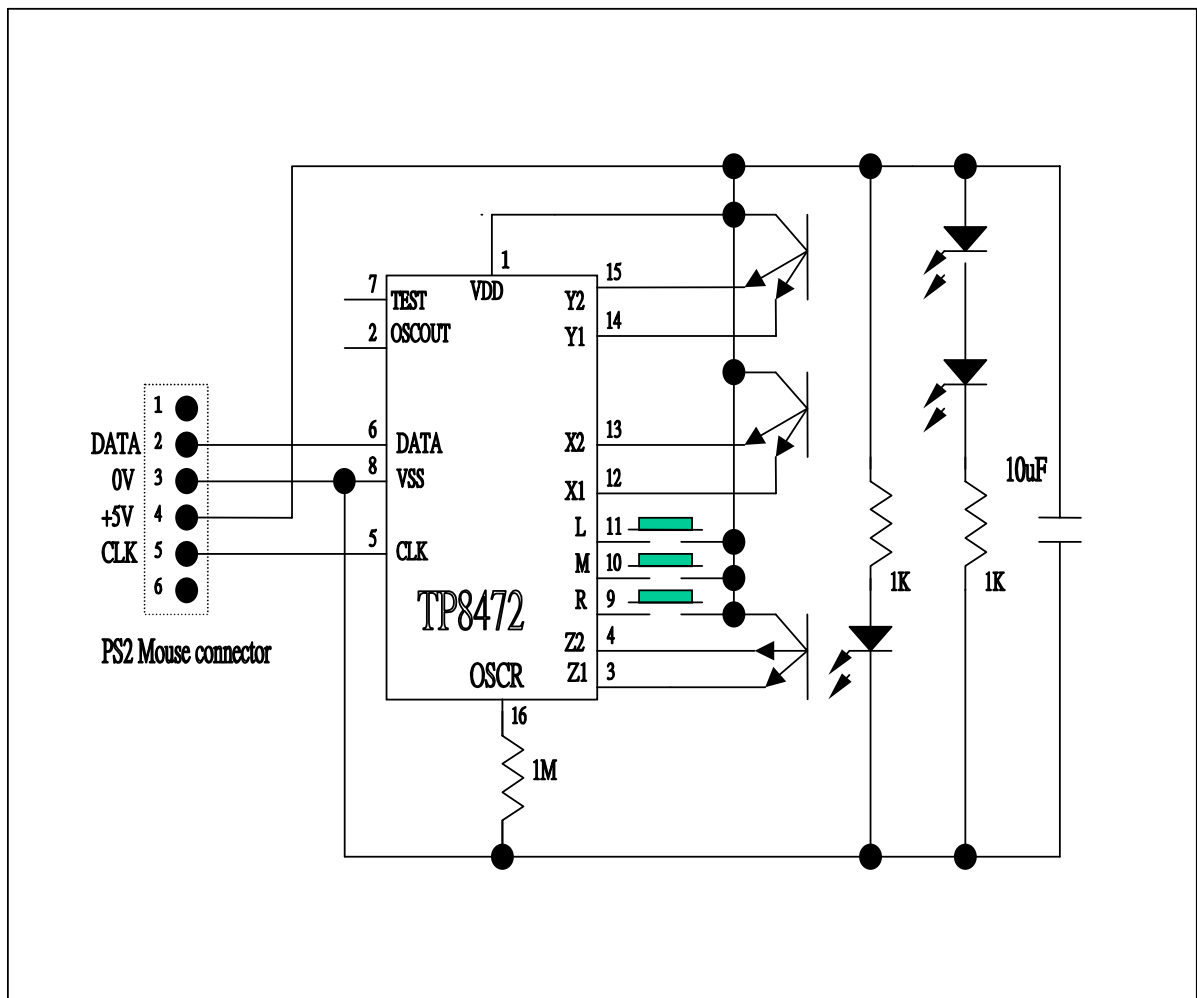 1
VDD
15
7
TEST
Y2
14
2
OSCOUT
Y1
1
DATA 2
6
DATA
13
X2
0V 3
8
VSS
12
X1
10uF
+5V 4
11
L
CLK 5
5
CLK
10
M
6
9
R
1K
1K
TP8472
4
Z2
3
Z1
PS2 Mouse connector
OSCR
16
1M